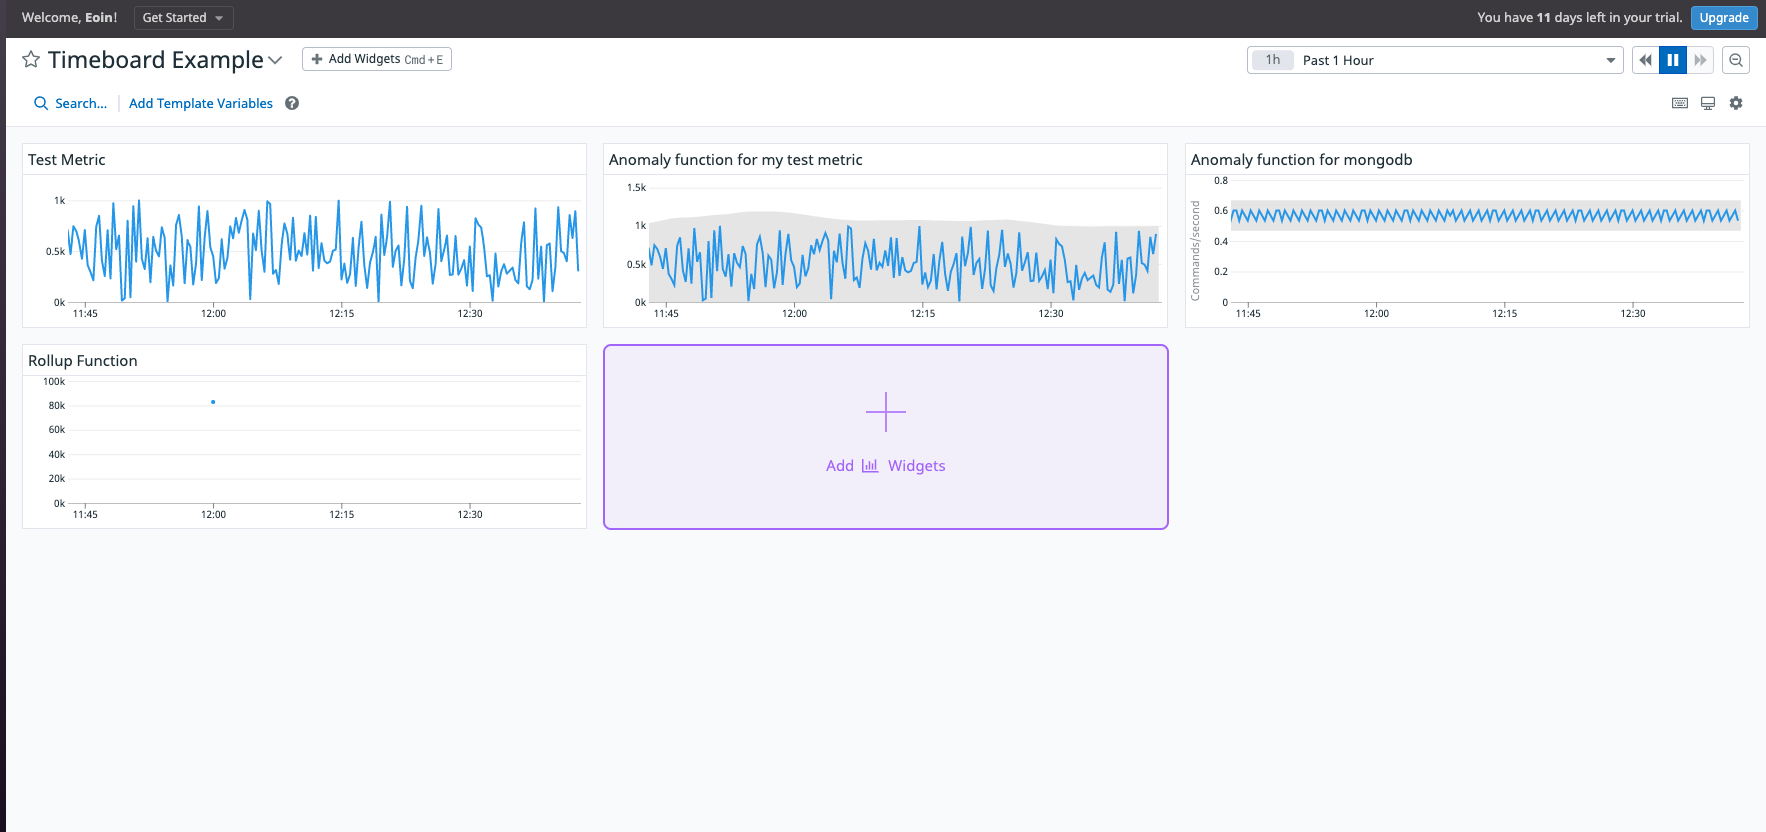 Welcome, Eoin!
Get Started
You have 11 days left in your trial.
Upgrade
Timeboard Example
Add Widgets Cmd + E
1h
Past 1 Hour
Search...
Add Template Variables
?
Test Metric
1k
0.5k
0k
11:45
12:00
12:15
12:30
Anomaly function for my test metric
1.5k
1k
0.5k
0k
11:45
12:00
12:15
12:30
Anomaly function for mongodb
Commands/second
0.8
0.6
0.4
0.2
0
11:45
12:00
12:15
12:30
Rollup Function
100k
80k
60k
40k
20k
0k
11:45
12:00
12:15
12:30
Add Widgets